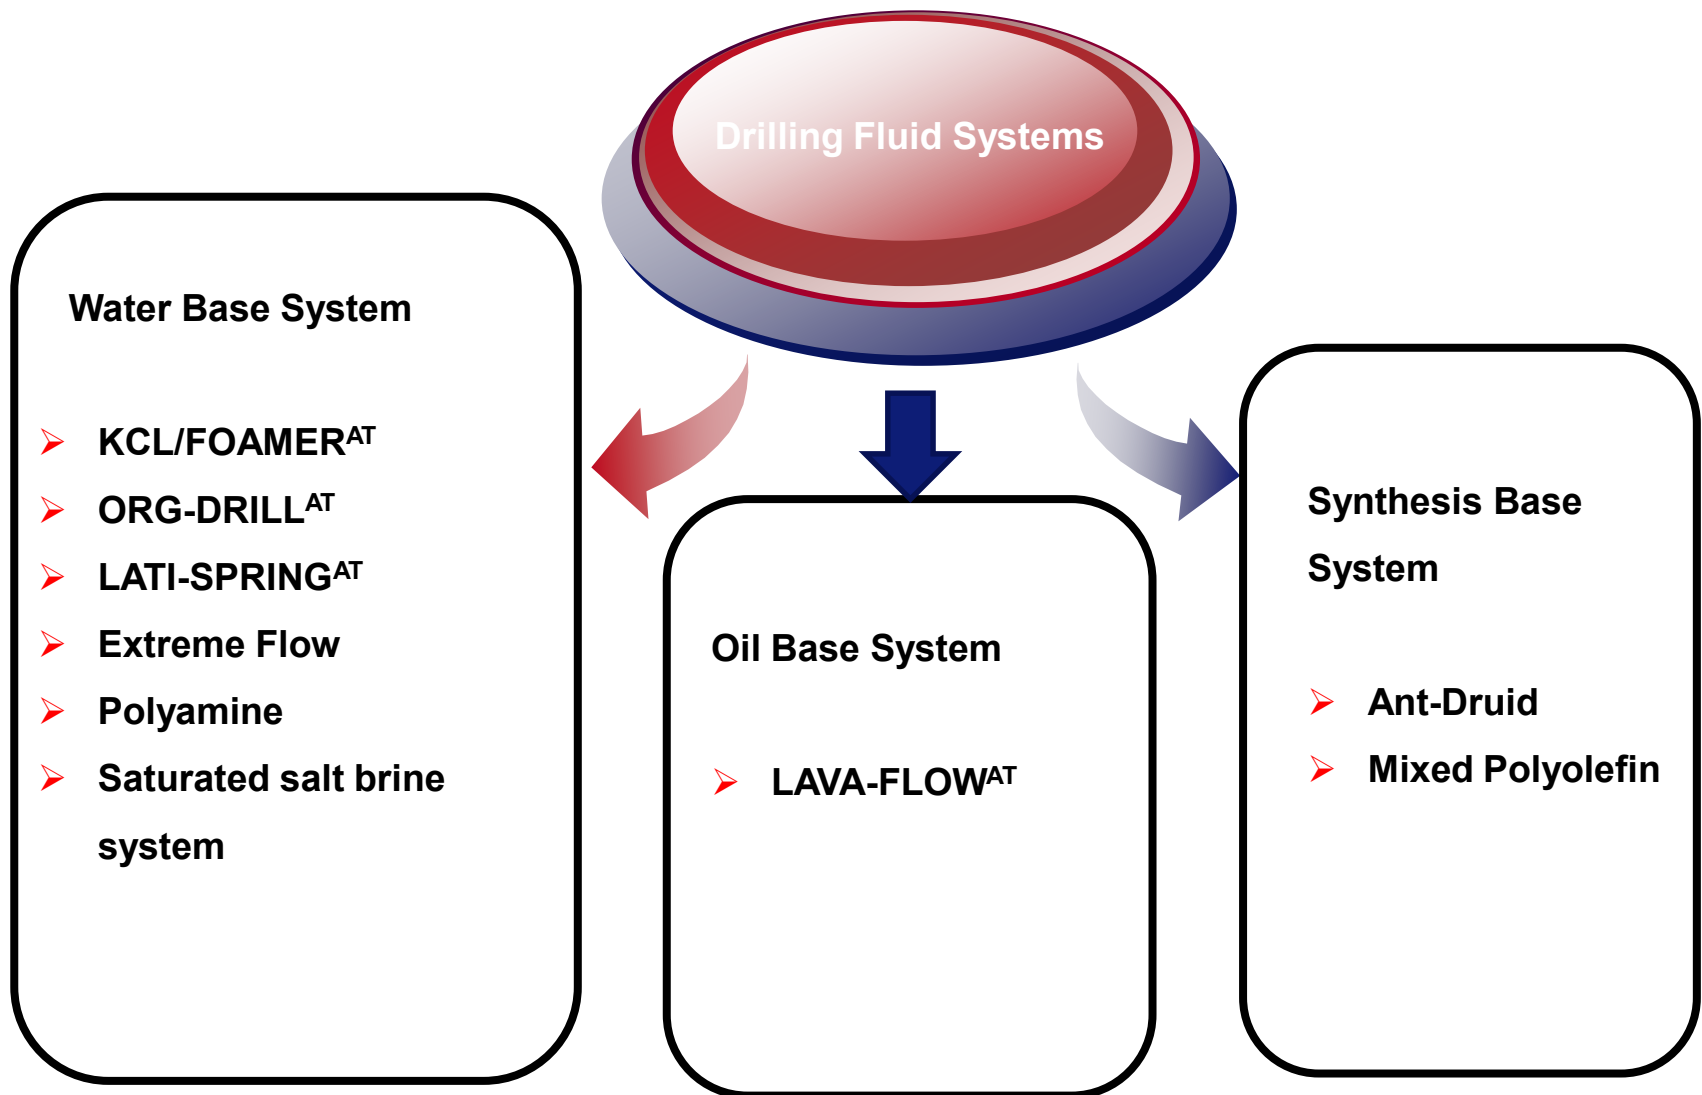 Drilling Fluid Systems
Water Base System
KCL/FOAMERᴬᵀ
ORG-DRILLᴬᵀ
LATI-SPRINGᴬᵀ
Extreme Flow
Polyamine
Saturated salt brine
system
Oil Base System
LAVA-FLOWᴬᵀ
Synthesis Base
System
Ant-Druid
Mixed Polyolefin